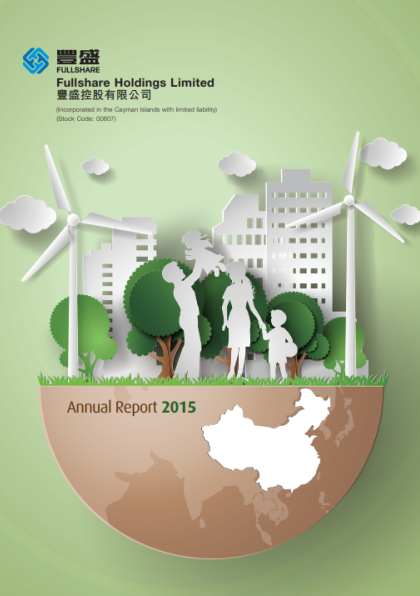 豐盛
FULLSHARE
Fullshare Holdings Limited
豐盛控股有限公司
(Incorporated in the Cayman Islands with limited liability)
(Stock Code: 00607)
Annual Report 2015